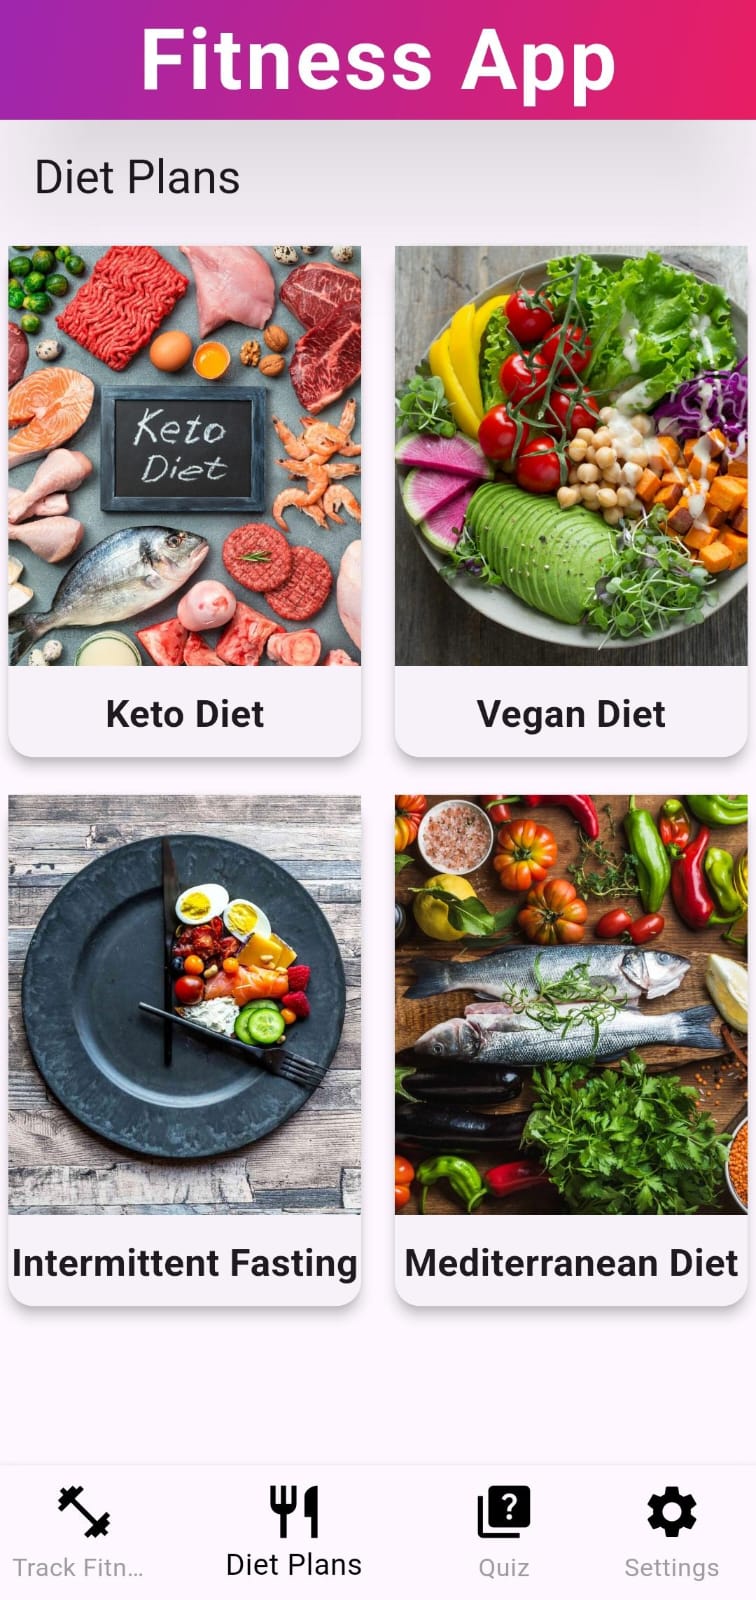 Fitness App
Diet Plans
Keto
Diet
Keto Diet
Vegan Diet
Intermittent Fasting
Mediterranean Diet
Track Fitn...
Diet Plans
Quiz
Settings